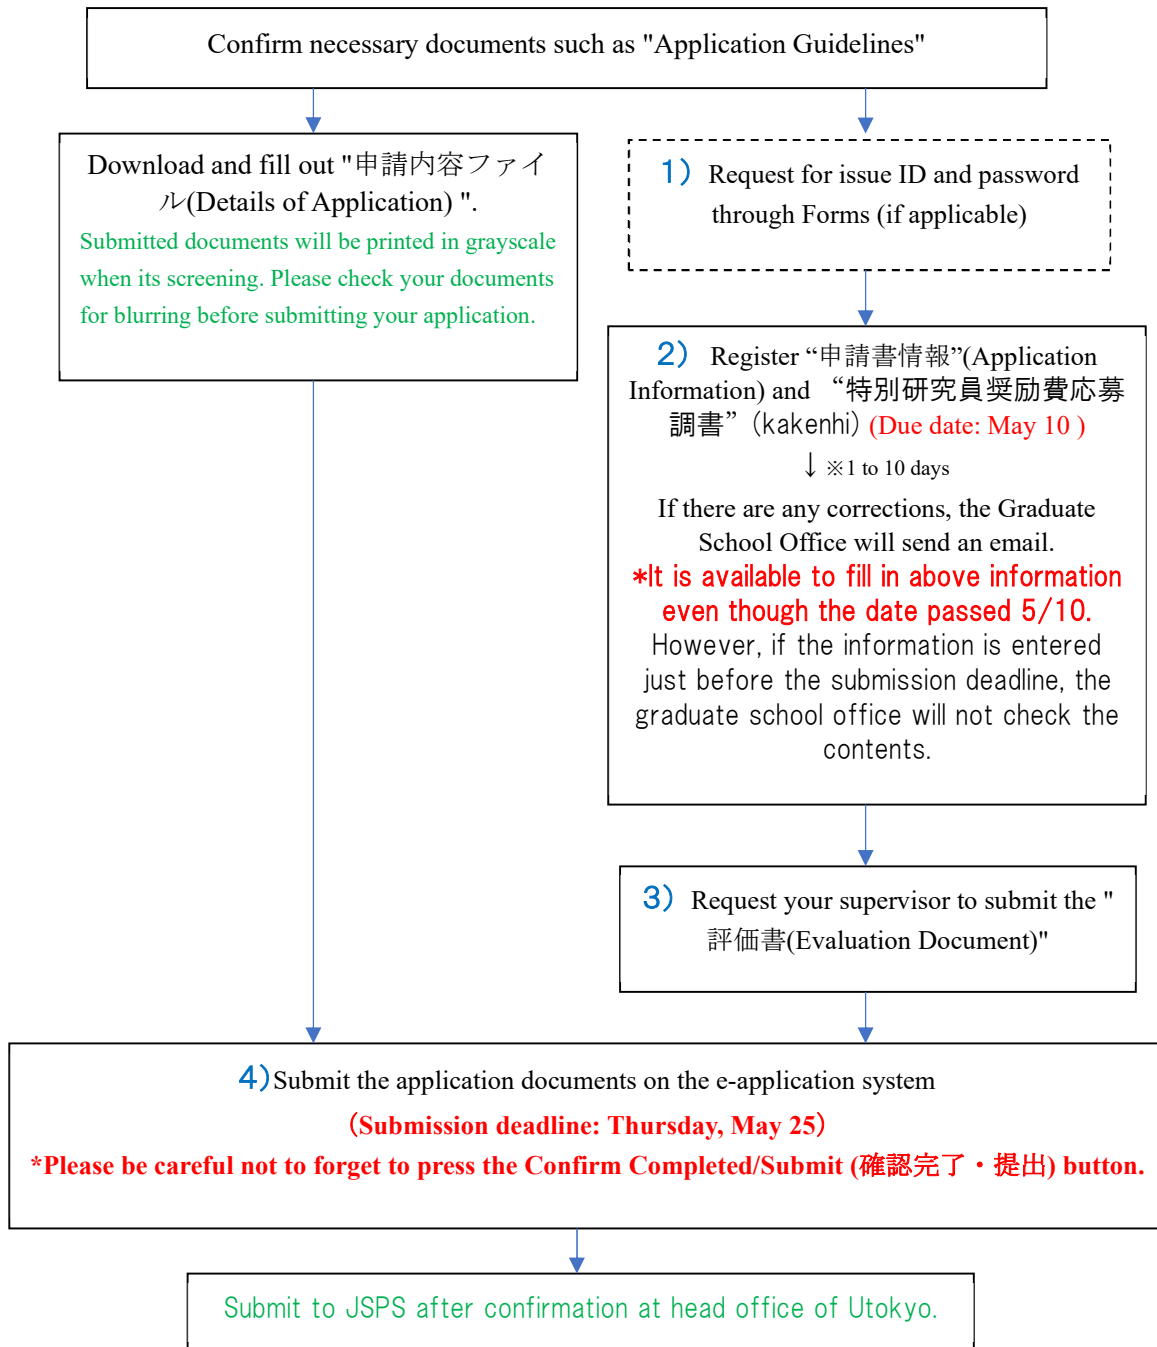 Confirm necessary documents such as "Application Guidelines"
Download and fill out "申請内容ファイ
ル(Details of Application) ".
Submitted documents will be printed in grayscale
when its screening. Please check your documents
for blurring before submitting your application.
1) Request for issue ID and password
through Forms (if applicable)
2) Register “申請書情報”(Application
Information) and “特別研究員奨励費応募
調書” (kakenhi) (Due date: May 10 )
↓ ※1 to 10 days
If there are any corrections, the Graduate
School Office will send an email.
*It is available to fill in above information
even though the date passed 5/10.
However, if the information is entered
just before the submission deadline, the
graduate school office will not check the
contents.
3) Request your supervisor to submit the "
評価書(Evaluation Document)"
4)Submit the application documents on the e-application system
(Submission deadline: Thursday, May 25)
*Please be careful not to forget to press the Confirm Completed/Submit (確認完了・提出) button.
Submit to JSPS after confirmation at head office of Utokyo.